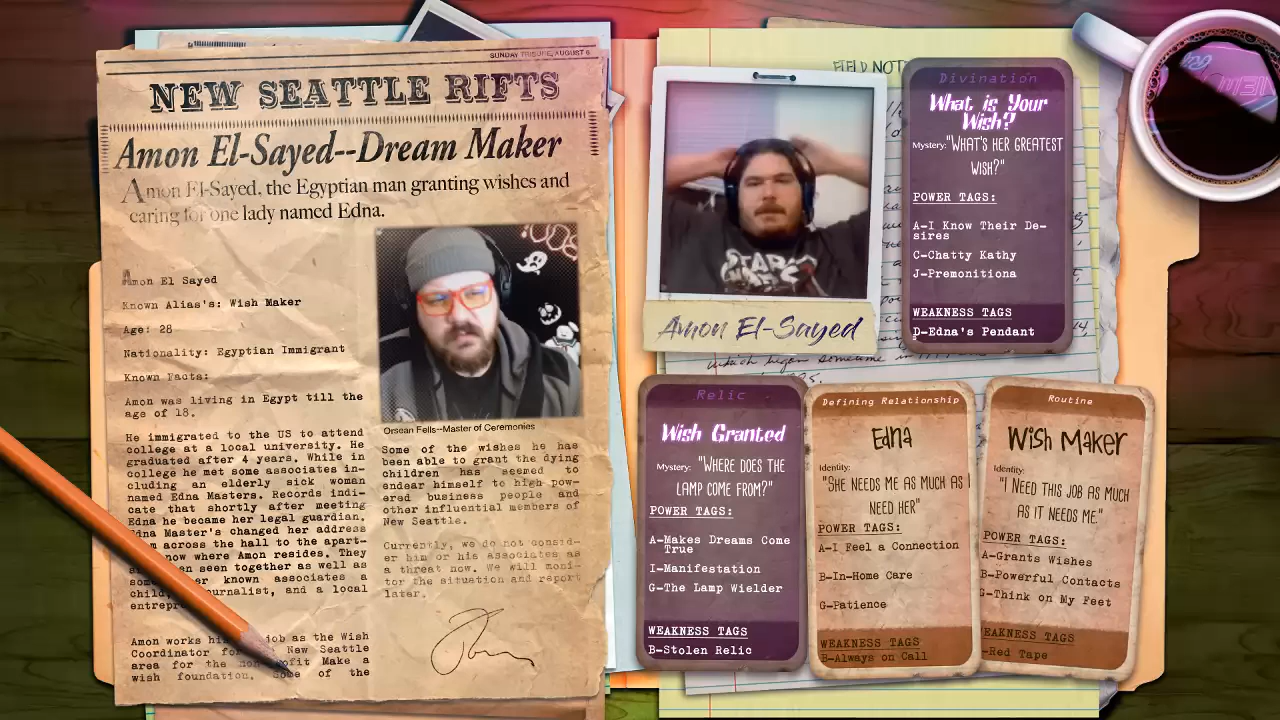 SUNDAY TRIBUNE, AUGUST 6
NEW SEATTLE RIFTS
Amon El-Sayed--Dream Maker
Amon El-Sayed, the Egyptian man granting wishes and
caring for one lady named Edna.
Amon El Sayed
Known Alias's: Wish Maker
Age: 28
Nationality: Egyptian Immigrant
Known Facts:
Amon was living in Egypt till the
age of 18.
He immigrated to the US to attend
college at a local university. He
graduated after 4 years. While in
college he met some associates in-
cluding an elderly sick woman
named Edna Masters. Records indi-
cate that shortly after meeting
Edna he became her legal guardian.
Edna Master's changed her address
across the hall to the apart-
now where Amon resides. They
seen together as well as
known associates a
child, urnalist, and a local
entrepr
Amon works hi job as the Wish
Coordinator for New Seattle
area for the non ofit Make a
wish foundation. Some of the
Orsean Fells--Master of Ceremonies
Some of the wishes he has
been able to grant the dying
children has seemed to
endear himself to high pow-
ered business people and
other influential members of
New Seattle.
Currently, we do not consid-
er him or his associates as
a threat now. We will moni-
tor the situation and report
later.
FIELD NOT
Amon El-Sayed
which began sometime in
Divination
What is Your
Wish?
Mystery: "WHAT'S HER GREATEST
WISH?"
POWER TAGS:
A-I Know Their De-
sires
C-Chatty Kathy
J-Premonitiona
WEAKNESS TAGS
D-Edna's Pendant
Relic
Wish Granted
Mystery: "WHERE DOES THE
LAMP COME FROM?"
POWER TAGS:
A-Makes Dreams Come
True
I-Manifestation
G-The Lamp Wielder
WEAKNESS TAGS
B-Stolen Relic
Defining Relationship
Edna
Identity:
"SHE NEEDS ME AS MUCH AS I
NEED HER"
POWER TAGS:
A-I Feel a Connection
B-In-Home Care
G-Patience
WEAKNESS TAGS
B-Always on Call
Routine
Wish Maker
Identity:
"I NEED THIS JOB AS MUCH
AS IT NEEDS ME."
POWER TAGS:
A-Grants Wishes
B-Powerful Contacts
G-Think on My Feet
WEAKNESS TAGS
-Red Tape